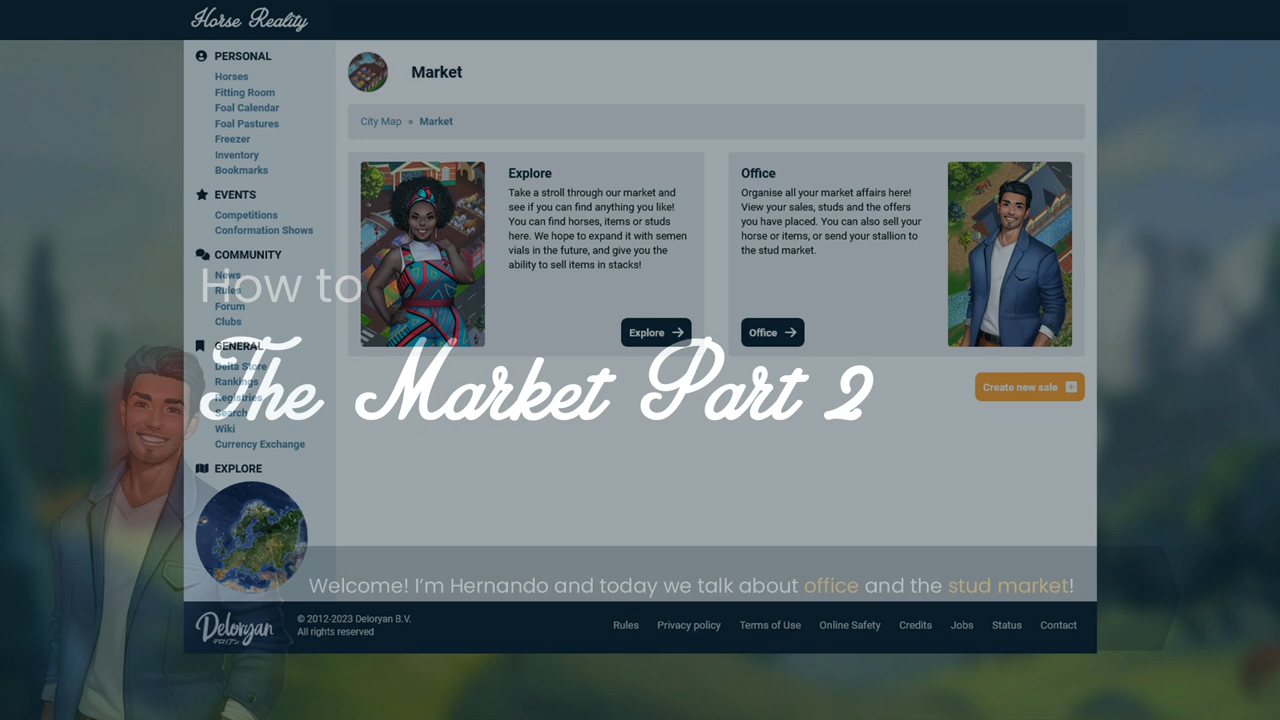 Horse Reality
PERSONAL
Horses
Fitting Room
Foal Calendar
Foal Pastures
Freezer
Inventory
Bookmarks
EVENTS
Competitions
Conformation Shows
COMMUNITY
News
Rules
Forum
Clubs
GENERAL
Delta Store
Rankings
Registries
Search
Wiki
Currency Exchange
EXPLORE
Market
City Map » Market
Explore
Take a stroll through our market and
see if you can find anything you like!
You can find horses, items or studs
here. We hope to expand it with semen
vials in the future, and give you the
ability to sell items in stacks!
Explore →
Office
Organise all your market affairs here!
View your sales, studs and the offers
you have placed. You can also sell your
horse or items, or send your stallion to
the stud market.
Office →
Create new sale
How to
The Market Part 2
Welcome! I'm Hernando and today we talk about office and the stud market!
Deloryan
デロリアン
© 2012-2023 Deloryan B.V.
All rights reserved
Rules Privacy policy Terms of Use Online Safety Credits Jobs Status Contact